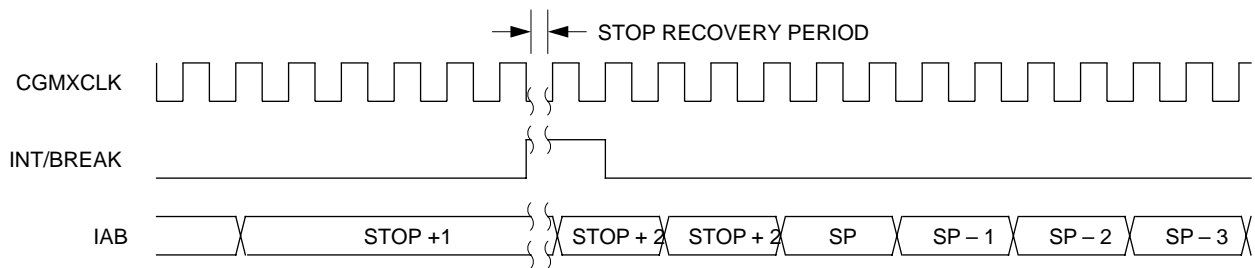 STOP RECOVERY PERIOD
CGMXCLK
INT/BREAK
IAB STOP +1 STOP + 2 STOP + 2 SP SP – 1 SP – 2 SP – 3